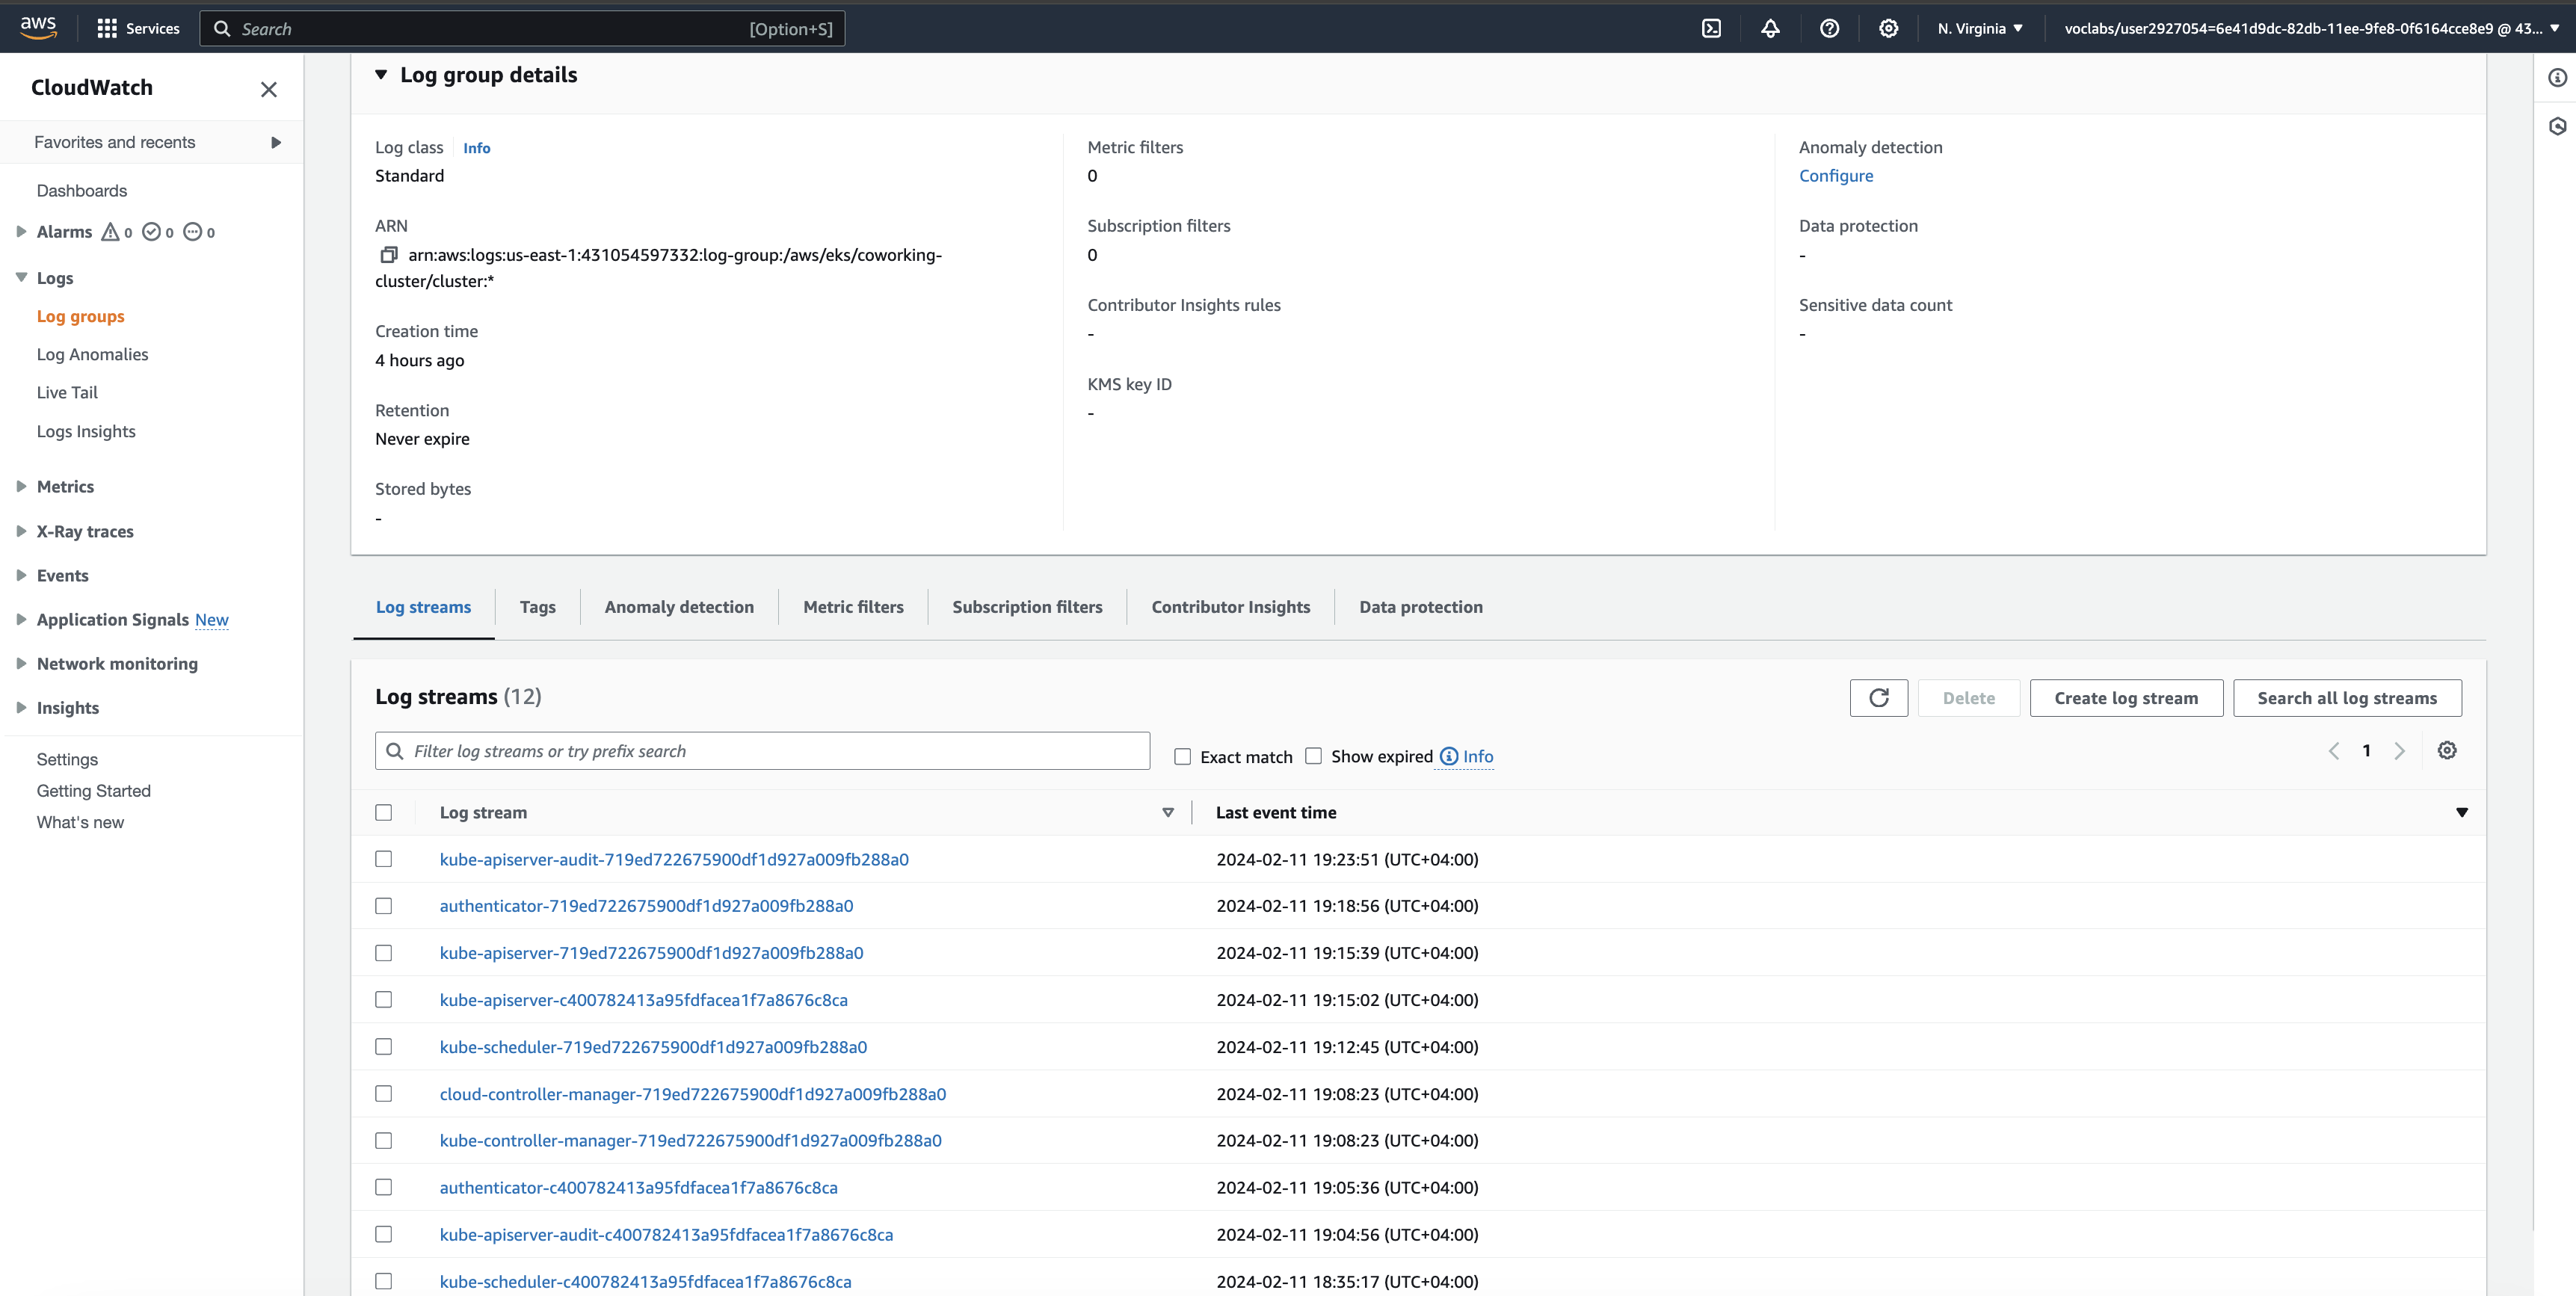 aws
Services
Search
[Option+S]
N. Virginia
voclabs/user2927054=6e41d9dc-82db-11ee-9fe8-0f6164cce8e9 @ 43...
CloudWatch
Favorites and recents
Dashboards
Alarms 0 0 0
Logs
Log groups
Log Anomalies
Live Tail
Logs Insights
Metrics
X-Ray traces
Events
Application Signals New
Network monitoring
Insights
Settings
Getting Started
What's new
Log group details
Log class Info
Standard
ARN
arn:aws:logs:us-east-1:431054597332:log-group:/aws/eks/coworking-
cluster/cluster:*
Creation time
4 hours ago
Retention
Never expire
Stored bytes
-
Metric filters
0
Subscription filters
0
Contributor Insights rules
-
KMS key ID
-
Anomaly detection
Configure
Data protection
-
Sensitive data count
-
Log streams Tags Anomaly detection Metric filters Subscription filters Contributor Insights Data protection
Log streams (12)
Delete
Create log stream
Search all log streams
Filter log streams or try prefix search
Exact match
Show expired
Info
1
Log stream Last event time
kube-apiserver-audit-719ed722675900df1d927a009fb288a0 2024-02-11 19:23:51 (UTC+04:00)
authenticator-719ed722675900df1d927a009fb288a0 2024-02-11 19:18:56 (UTC+04:00)
kube-apiserver-719ed722675900df1d927a009fb288a0 2024-02-11 19:15:39 (UTC+04:00)
kube-apiserver-c400782413a95fdfacea1f7a8676c8ca 2024-02-11 19:15:02 (UTC+04:00)
kube-scheduler-719ed722675900df1d927a009fb288a0 2024-02-11 19:12:45 (UTC+04:00)
cloud-controller-manager-719ed722675900df1d927a009fb288a0 2024-02-11 19:08:23 (UTC+04:00)
kube-controller-manager-719ed722675900df1d927a009fb288a0 2024-02-11 19:08:23 (UTC+04:00)
authenticator-c400782413a95fdfacea1f7a8676c8ca 2024-02-11 19:05:36 (UTC+04:00)
kube-apiserver-audit-c400782413a95fdfacea1f7a8676c8ca 2024-02-11 19:04:56 (UTC+04:00)
kube-scheduler-c400782413a95fdfacea1f7a8676c8ca 2024-02-11 18:35:17 (UTC+04:00)